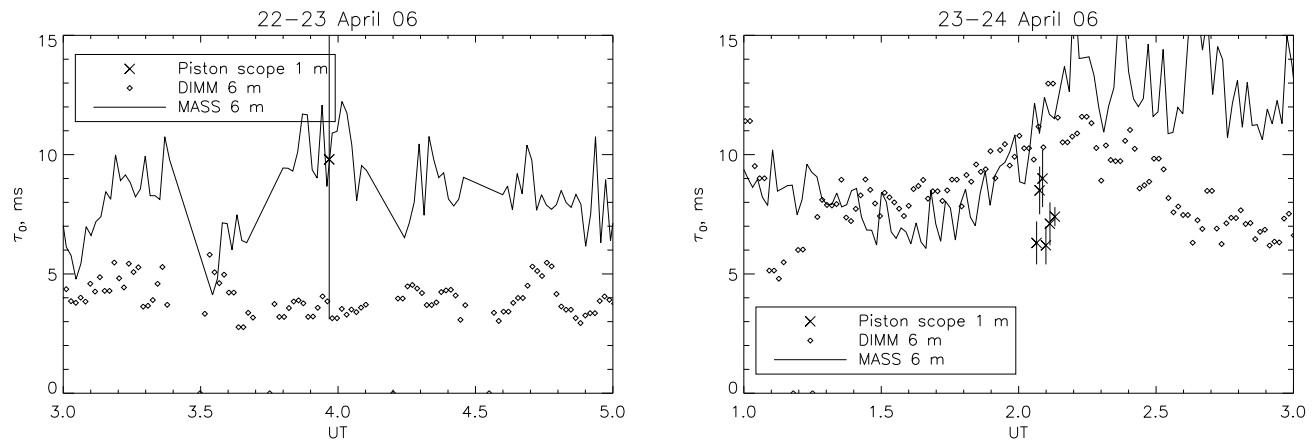 22−23 April 06
15
10
5
0
τ0, ms
Piston scope 1 m
DIMM 6 m
MASS 6 m
3.0 3.5 4.0 4.5 5.0
UT
23−24 April 06
15
10
5
0
τ0, ms
Piston scope 1 m
DIMM 6 m
MASS 6 m
1.0 1.5 2.0 2.5 3.0
UT